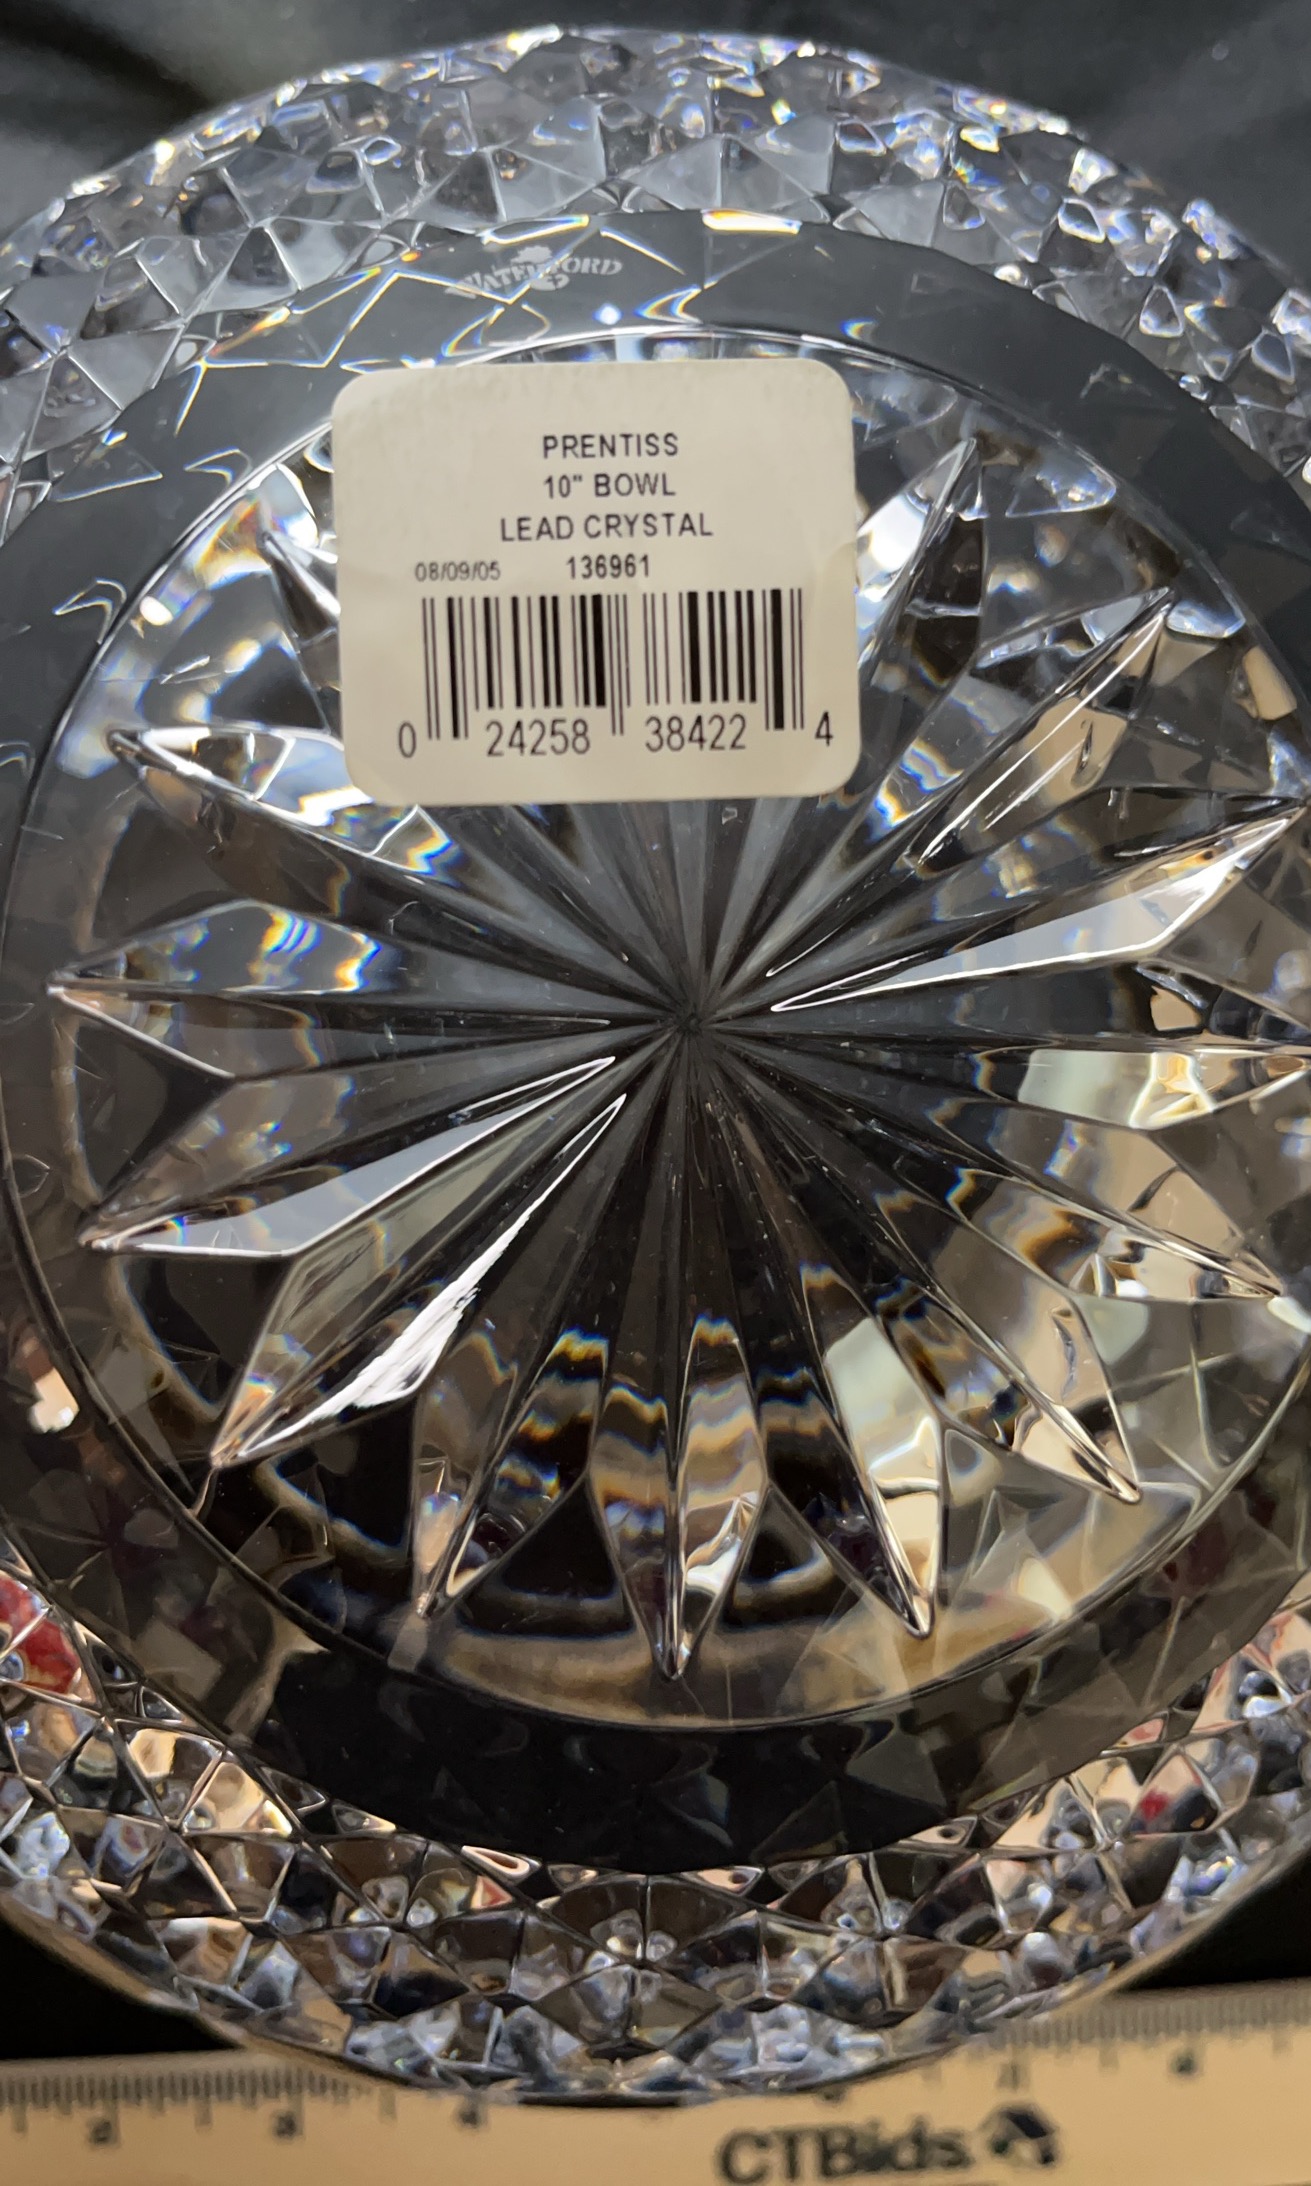 WATERFORD
PRENTISS
10" BOWL
LEAD CRYSTAL
08/09/05 136961
0 24258 38422 4
CTBids